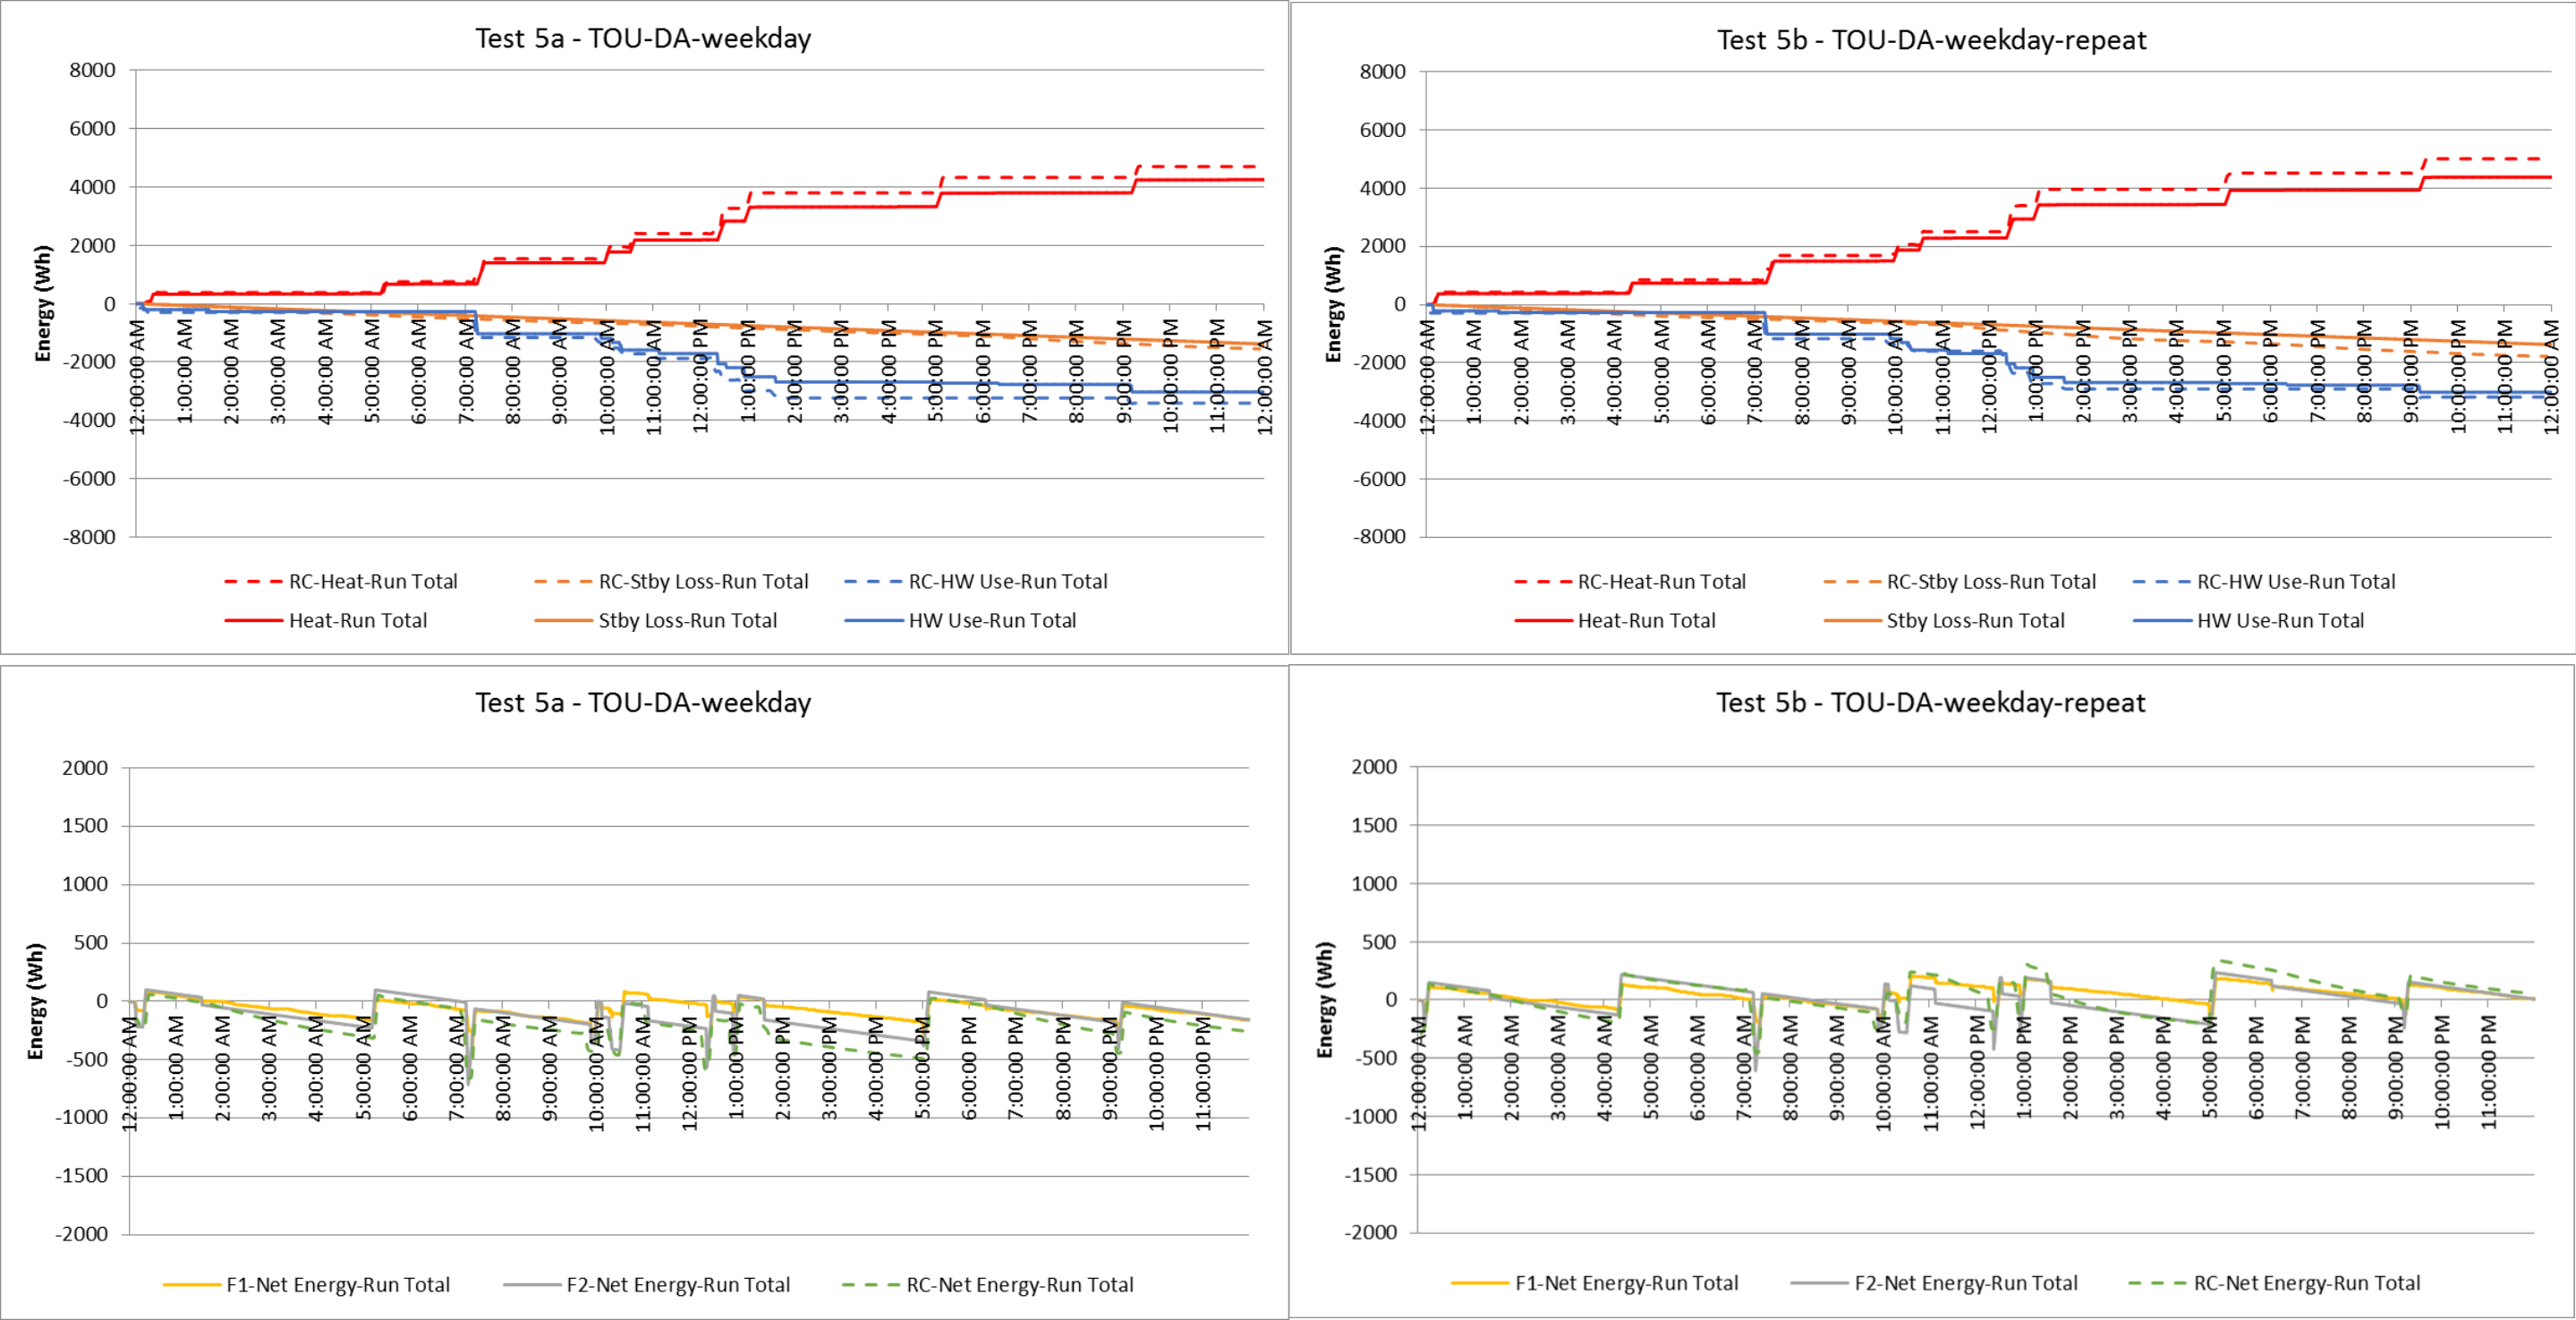 Test 5a - TOU-DA-weekday
8000
6000
4000
2000
0
-2000
-4000
-6000
-8000
Energy (Wh)
12:00:00 AM
1:00:00 AM
2:00:00 AM
3:00:00 AM
4:00:00 AM
5:00:00 AM
6:00:00 AM
7:00:00 AM
8:00:00 AM
9:00:00 AM
10:00:00 AM
11:00:00 AM
12:00:00 PM
1:00:00 PM
2:00:00 PM
3:00:00 PM
4:00:00 PM
5:00:00 PM
6:00:00 PM
7:00:00 PM
8:00:00 PM
9:00:00 PM
10:00:00 PM
11:00:00 PM
12:00:00 AM
RC-Heat-Run Total
RC-Stby Loss-Run Total
RC-HW Use-Run Total
Heat-Run Total
Stby Loss-Run Total
HW Use-Run Total
Test 5b - TOU-DA-weekday-repeat
8000
6000
4000
2000
0
-2000
-4000
-6000
-8000
Energy (Wh)
12:00:00 AM
1:00:00 AM
2:00:00 AM
3:00:00 AM
4:00:00 AM
5:00:00 AM
6:00:00 AM
7:00:00 AM
8:00:00 AM
9:00:00 AM
10:00:00 AM
11:00:00 AM
12:00:00 PM
1:00:00 PM
2:00:00 PM
3:00:00 PM
4:00:00 PM
5:00:00 PM
6:00:00 PM
7:00:00 PM
8:00:00 PM
9:00:00 PM
10:00:00 PM
11:00:00 PM
12:00:00 AM
RC-Heat-Run Total
RC-Stby Loss-Run Total
RC-HW Use-Run Total
Heat-Run Total
Stby Loss-Run Total
HW Use-Run Total
Test 5a - TOU-DA-weekday
2000
1500
1000
500
0
-500
-1000
-1500
-2000
Energy (Wh)
12:00:00 AM
1:00:00 AM
2:00:00 AM
3:00:00 AM
4:00:00 AM
5:00:00 AM
6:00:00 AM
7:00:00 AM
8:00:00 AM
9:00:00 AM
10:00:00 AM
11:00:00 AM
12:00:00 PM
1:00:00 PM
2:00:00 PM
3:00:00 PM
4:00:00 PM
5:00:00 PM
6:00:00 PM
7:00:00 PM
8:00:00 PM
9:00:00 PM
10:00:00 PM
11:00:00 PM
F1-Net Energy-Run Total
F2-Net Energy-Run Total
RC-Net Energy-Run Total
Test 5b - TOU-DA-weekday-repeat
2000
1500
1000
500
0
-500
-1000
-1500
-2000
Energy (Wh)
12:00:00 AM
1:00:00 AM
2:00:00 AM
3:00:00 AM
4:00:00 AM
5:00:00 AM
6:00:00 AM
7:00:00 AM
8:00:00 AM
9:00:00 AM
10:00:00 AM
11:00:00 AM
12:00:00 PM
1:00:00 PM
2:00:00 PM
3:00:00 PM
4:00:00 PM
5:00:00 PM
6:00:00 PM
7:00:00 PM
8:00:00 PM
9:00:00 PM
10:00:00 PM
11:00:00 PM
F1-Net Energy-Run Total
F2-Net Energy-Run Total
RC-Net Energy-Run Total